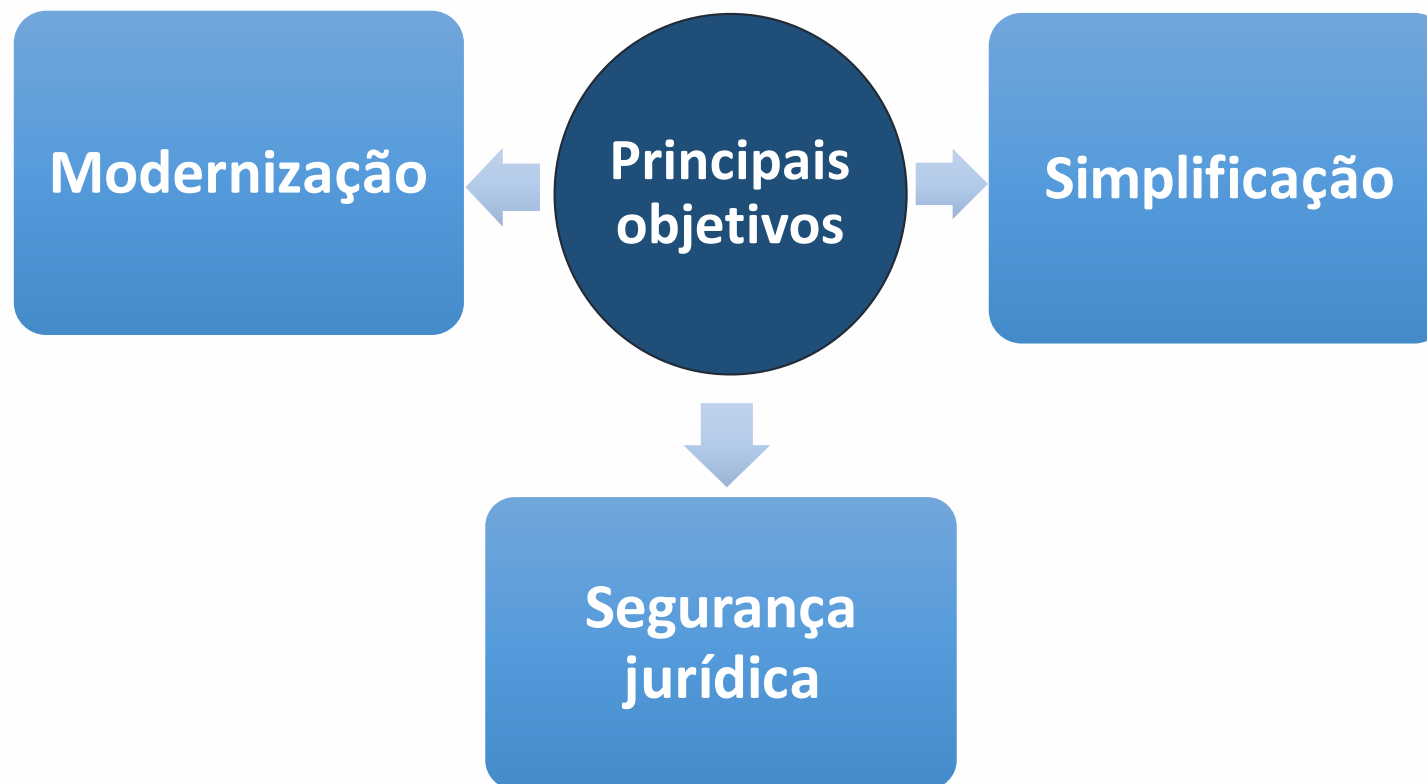 Modernização
Principais
objetivos
Simplificação
Segurança
jurídica